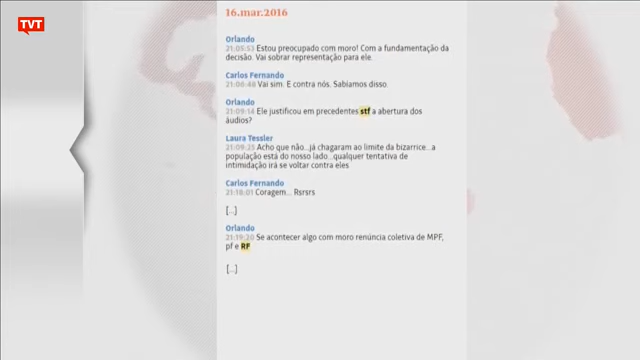 TVT
16.mar.2016
Orlando
21:05:53 Estou preocupado com moro! Com a fundamentação da
decisão. Vai sobrar representação para ele.
Carlos Fernando
21:06:48 Vai sim. E contra nós. Sabíamos disso.
Orlando
21:09:14 Ele justificou em precedentes stf a abertura dos
áudios?
Laura Tessler
21:09:25 Acho que não...já chagaram ao limite da bizarrice...a
população está do nosso lado...qualquer tentativa de
intimidação irá se voltar contra eles
Carlos Fernando
21:18:01 Coragem... Rsrsrs
[...]
Orlando
21:19:20 Se acontecer algo com moro renúncia coletiva de MPF,
pf e RF
[...]